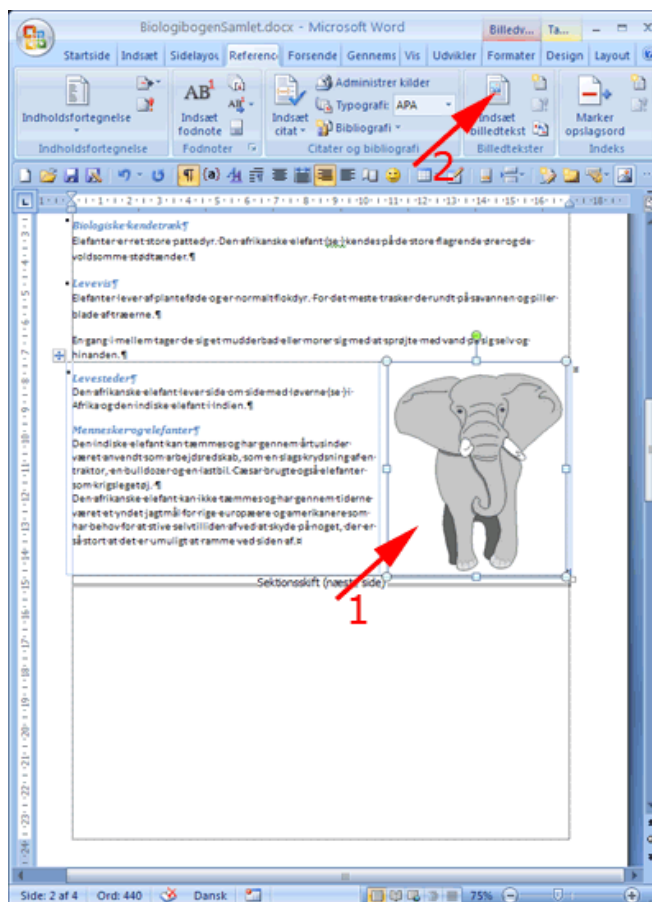 BiologibogenSamlet.docx - Microsoft Word
Billedv... Ta...
Startside Indsæt Sidelayou Referenc Forsende Gennems Vis Udvikler Formater Design Layout
Indholdsfortegnelse
AB¹
Indsæt fodnote
Indsæt citat
Administrer kilder
Typografi: APA
Bibliografi
Indsæt billedtekst
Marker opslagsord
Indholdsfortegnelse Fodnoter Citater og bibliografi Billedtekster Indeks
2
Biologiske·kendetræk¶
Elefanter·er·ret·store·pattedyr.·Den·afrikanske·elefant·(se·)·kendes·på·de·store·flagrende·ører·og·de·
voldsomme·stødtænder.¶
Levevis¶
Elefanter·lever·af·planteføde·og·er·normalt·flokdyr.·For·det·meste·trasker·de·rundt·på·savannen·og·piller·
blade·af·træerne.¶
En·gang·i·mellem·tager·de·sig·et·mudderbad·eller·morer·sig·med·at·sprøjte·med·vand·på·sig·selv·og·
hinanden.¶
Levesteder¶
Den·afrikanske·elefant·lever·side·om·side·med·løverne·(se·)·i·
Afrika·og·den·indiske·elefant·i·Indien.¶
Mennesker·og·elefanter¶
Den·indiske·elefant·kan·tæmmes·og·har·gennem·årtusinder·
været·anvendt·som·arbejdsredskab,·som·en·slags·krydsning·af·en·
traktor,·en·bulldozer·og·en·lastbil.·Cæsar·brugte·også·elefanter·
som·krigslegetøj.·¶
Den·afrikanske·elefant·kan·ikke·tæmmes·og·har·gennem·tiderne·
været·et·yndet·jagtmål·for·rige·europæere·og·amerikanere·som·
har·behov·for·at·stive·selvtilliden·af·ved·at·skyde·på·noget,·der·er·
så·stort·at·det·er·umuligt·at·ramme·ved·siden·af.¤
Sektionsskift (næste side)
1
Side: 2 af 4 Ord: 440 Dansk 75%